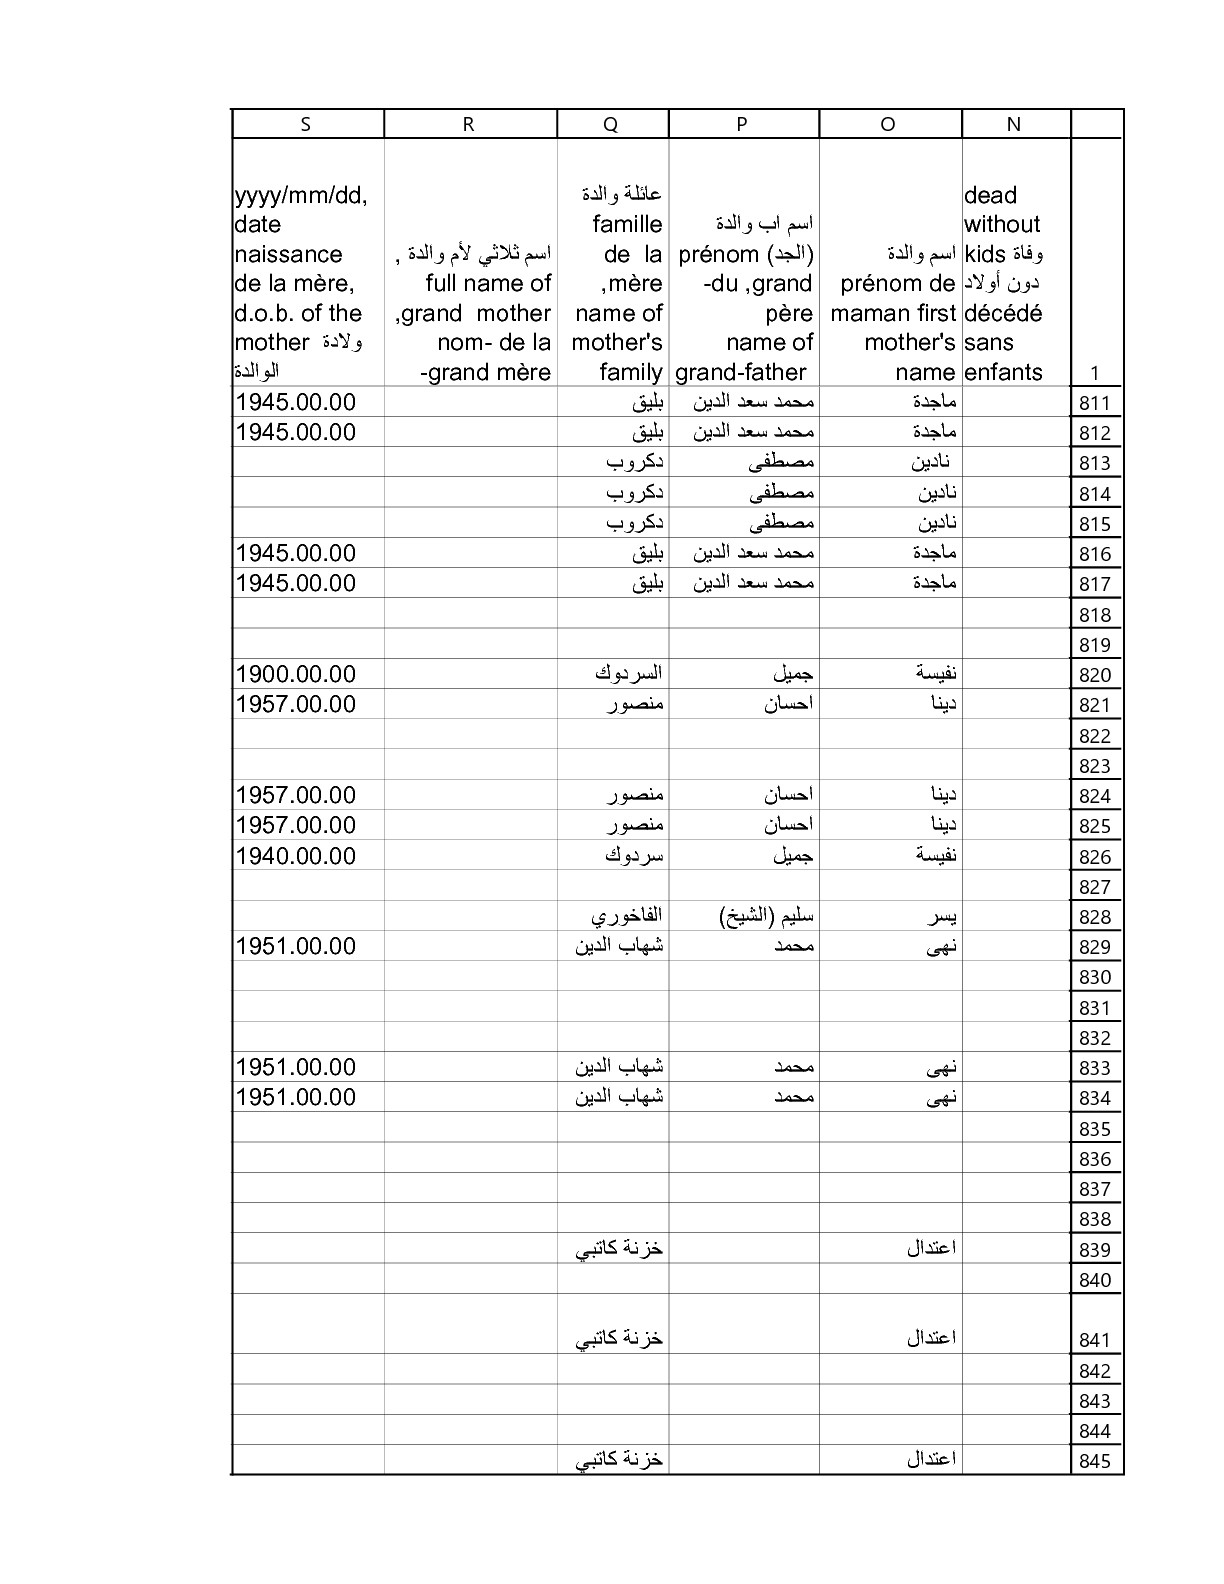 S R Q P O N
yyyy/mm/dd, date naissance de la mère, d.o.b. of the mother ولادة الوالدة
اسم ثلاثي لأم والدة , full name of grand mother, nom- de la grand mère-
عائلة والدة famille de la mère, name of mother's family
اسم اب والدة (الجد) prénom du- ,grand père name of grand-father
اسم والدة prénom de maman first mother's name
dead without kids وفاة دون أولاد décédé sans enfants
1
1945.00.00 بليق محمد سعد الدين ماجدة 811
1945.00.00 بليق محمد سعد الدين ماجدة 812
دكروب مصطفى نادين 813
دكروب مصطفى نادين 814
دكروب مصطفى نادين 815
1945.00.00 بليق محمد سعد الدين ماجدة 816
1945.00.00 بليق محمد سعد الدين ماجدة 817
818
819
1900.00.00 السردوك جميل نفيسة 820
1957.00.00 منصور احسان دينا 821
822
823
1957.00.00 منصور احسان دينا 824
1957.00.00 منصور احسان دينا 825
1940.00.00 سردوك جميل نفيسة 826
827
الفاخوري سليم (الشيخ) يسر 828
1951.00.00 شهاب الدين محمد نهى 829
830
831
832
1951.00.00 شهاب الدين محمد نهى 833
1951.00.00 شهاب الدين محمد نهى 834
835
836
837
838
خزنة كاتبي اعتدال 839
840
خزنة كاتبي اعتدال 841
842
843
844
خزنة كاتبي اعتدال 845